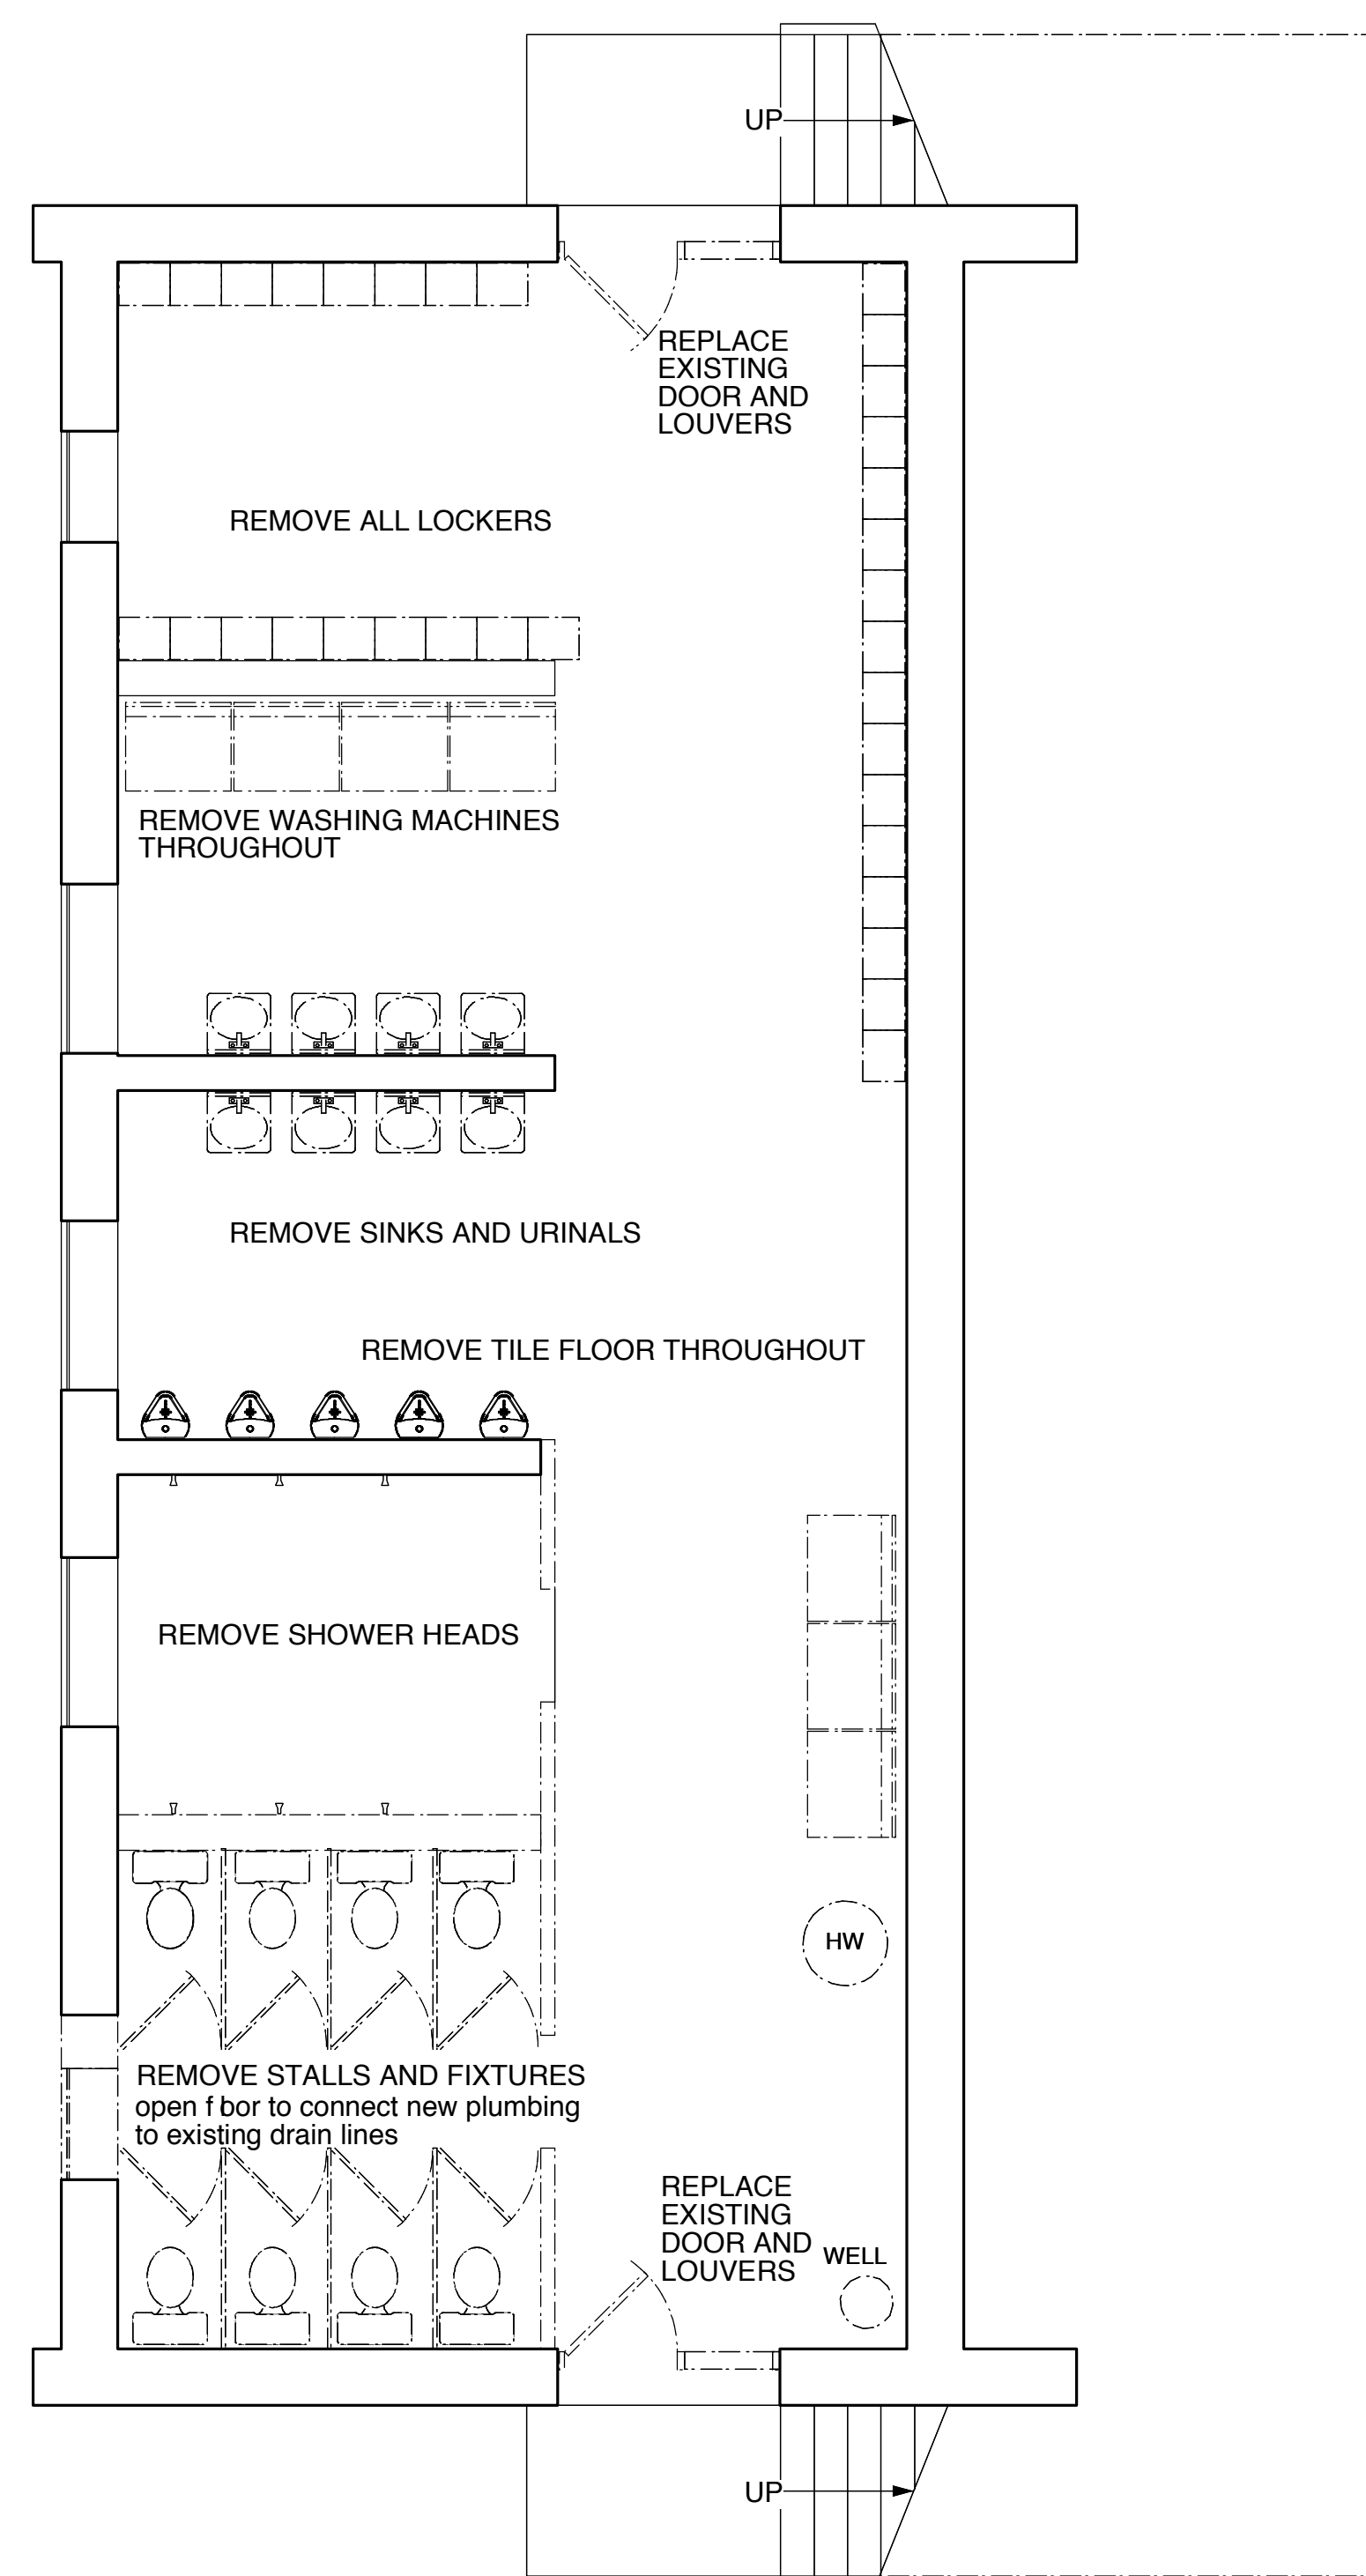 UP
REPLACE
EXISTING
DOOR AND
LOUVERS
REMOVE ALL LOCKERS
REMOVE WASHING MACHINES
THROUGHOUT
REMOVE SINKS AND URINALS
REMOVE TILE FLOOR THROUGHOUT
REMOVE SHOWER HEADS
HW
REMOVE STALLS AND FIXTURES
open floor to connect new plumbing
to existing drain lines
REPLACE
EXISTING
DOOR AND
LOUVERS
WELL
UP